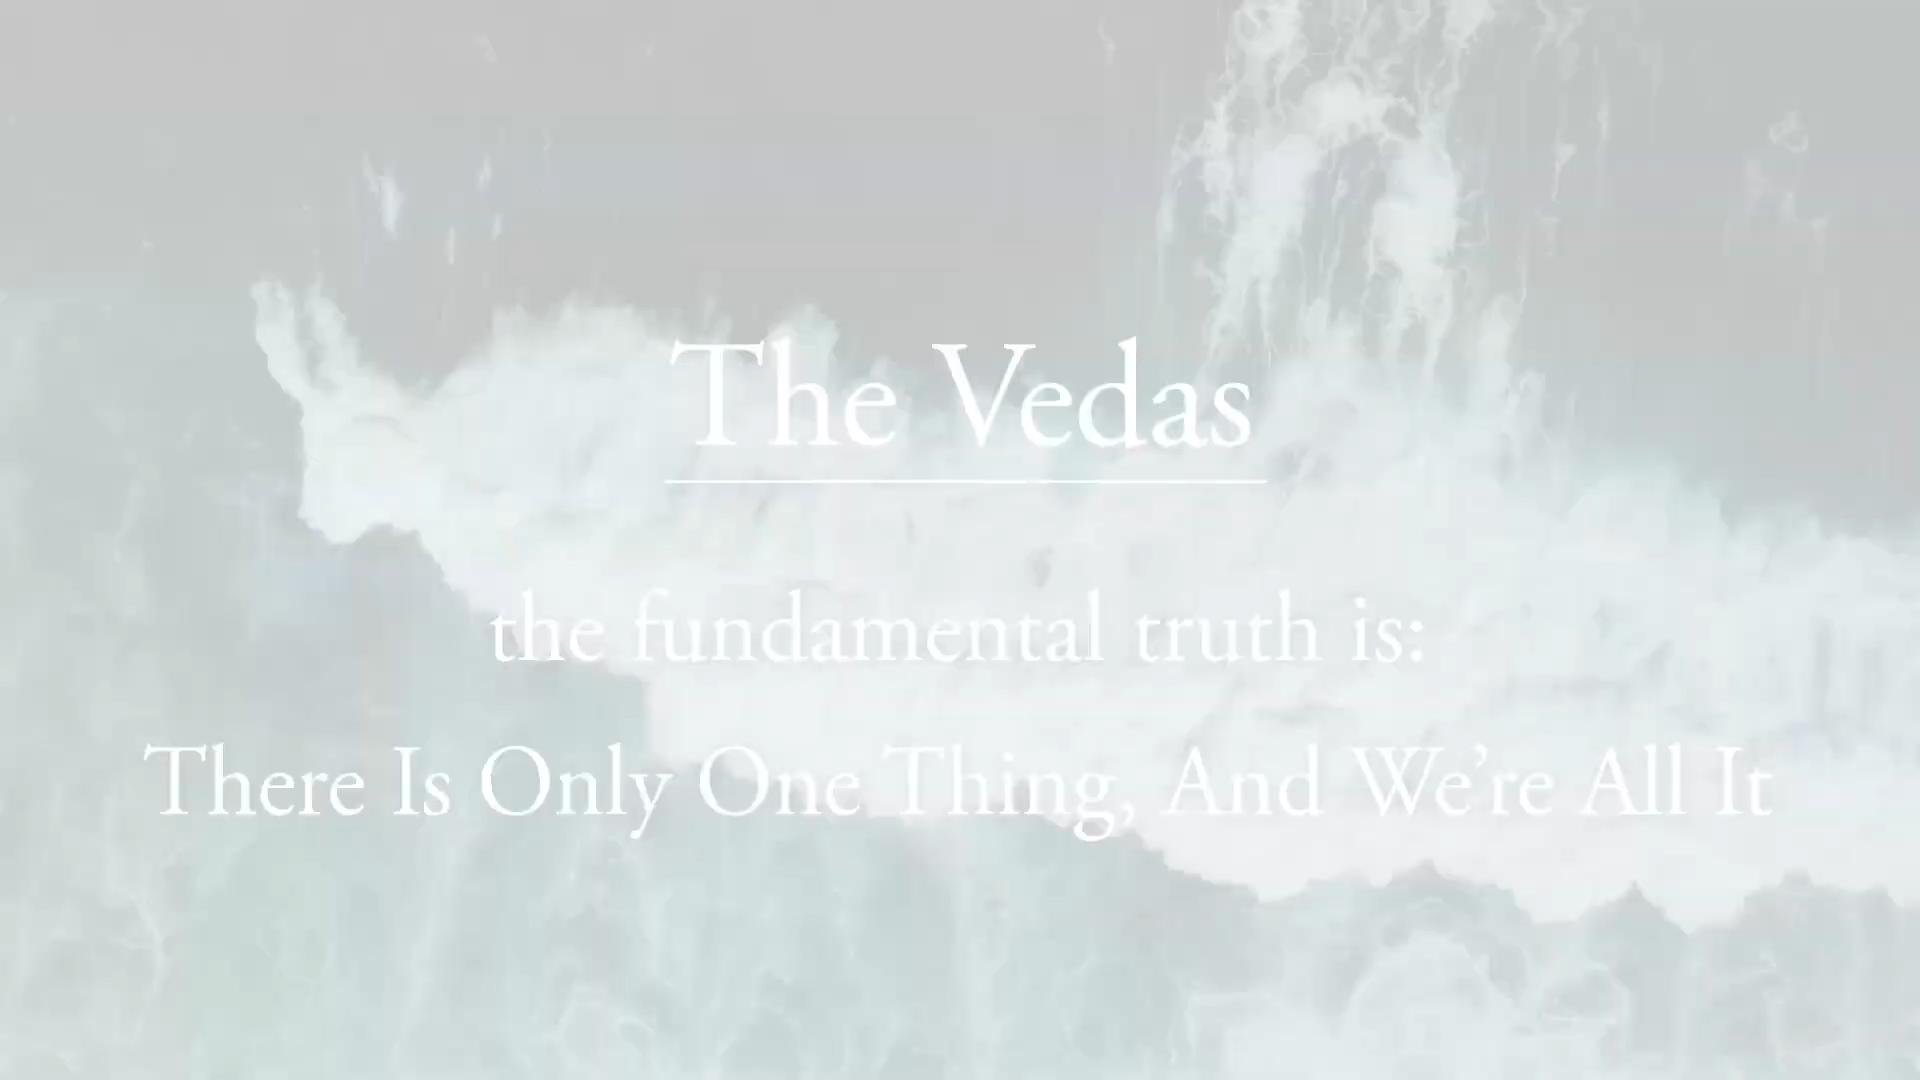 The Vedas
the fundamental truth is:
There Is Only One Thing, And We’re All It